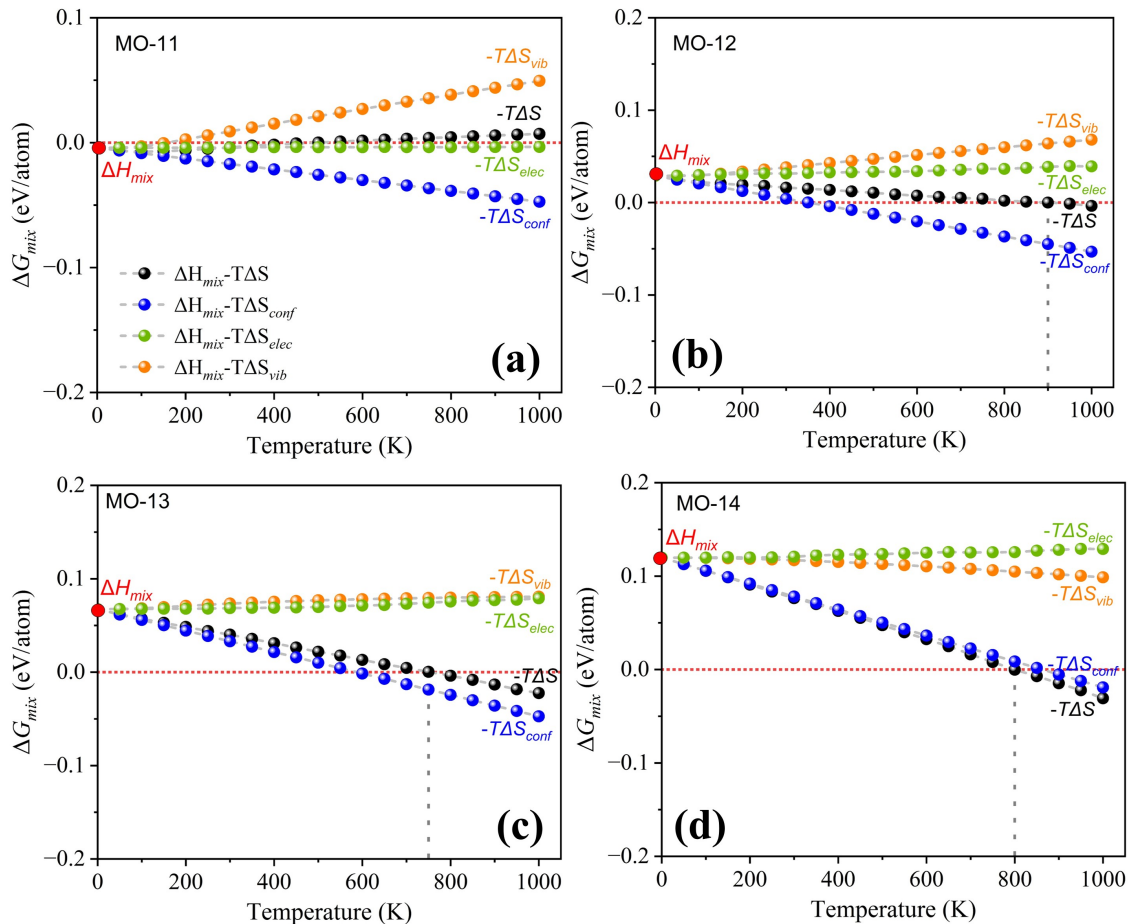 MO-11
0.1
0.0
−0.1
−0.2
ΔG_mix (eV/atom)
-TΔS_vib
-TΔS
ΔH_mix
-TΔS_elec
-TΔS_conf
ΔH_mix-TΔS
ΔH_mix-TΔS_conf
ΔH_mix-TΔS_elec
ΔH_mix-TΔS_vib
(a)
0 200 400 600 800 1000
Temperature (K)
MO-12
0.2
0.1
0.0
−0.1
−0.2
ΔG_mix (eV/atom)
-TΔS_vib
ΔH_mix
-TΔS_elec
-TΔS
-TΔS_conf
(b)
0 200 400 600 800 1000
Temperature (K)
MO-13
0.2
0.1
0.0
−0.1
−0.2
ΔG_mix (eV/atom)
ΔH_mix
-TΔS_vib
-TΔS_elec
-TΔS
-TΔS_conf
(c)
0 200 400 600 800 1000
Temperature (K)
MO-14
0.2
0.1
0.0
−0.1
−0.2
ΔG_mix (eV/atom)
ΔH_mix
-TΔS_elec
-TΔS_vib
-TΔS_conf
-TΔS
(d)
0 200 400 600 800 1000
Temperature (K)